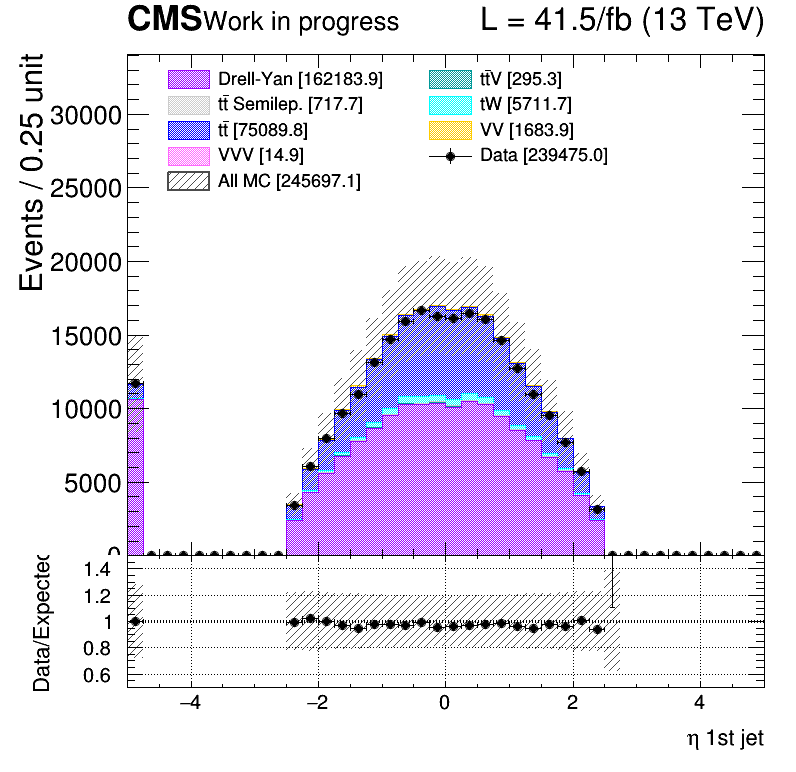 CMS Work in progress L = 41.5/fb (13 TeV)
Events / 0.25 unit
Drell-Yan [162183.9] tt̄V [295.3]
tt̄ Semilep. [717.7] tW [5711.7]
tt̄ [75089.8] VV [1683.9]
VVV [14.9] Data [239475.0]
All MC [245697.1]
30000
25000
20000
15000
10000
5000
0
Data/Expected
1.4
1.2
1
0.8
0.6
−4 −2 0 2 4
η 1st jet